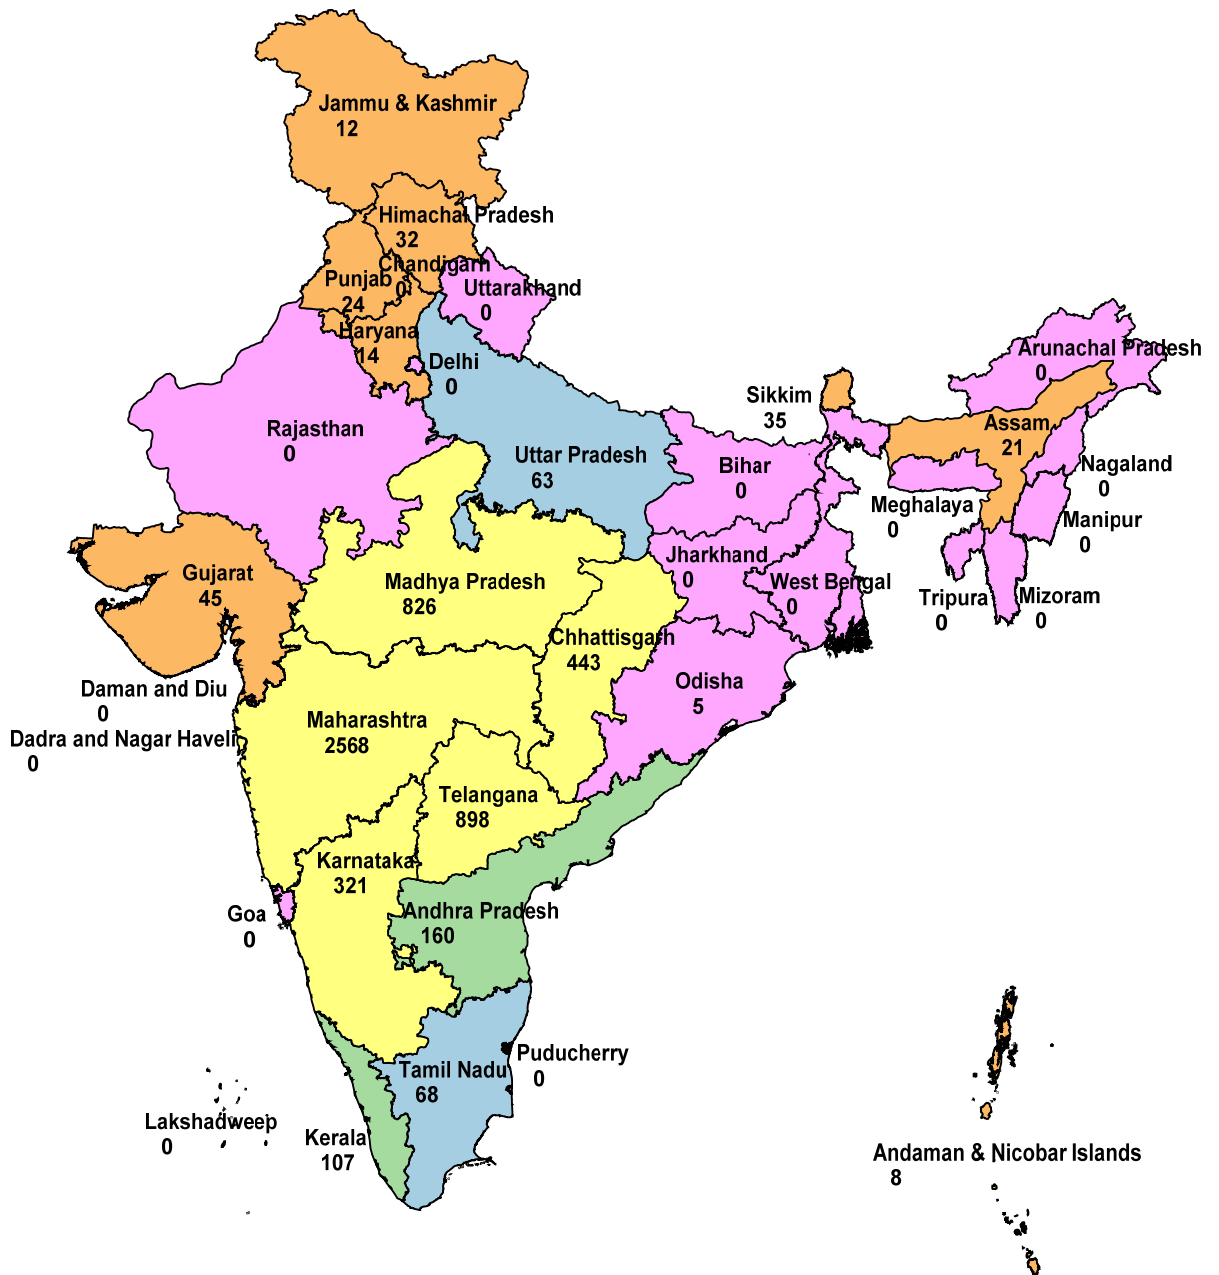 Jammu & Kashmir
12
Himachal Pradesh
32
Chandigarh
0
Punjab
24
Uttarakhand
0
Haryana
14
Delhi
0
Arunachal Pradesh
0
Sikkim
35
Assam
21
Rajasthan
0
Uttar Pradesh
63
Bihar
0
Nagaland
0
Meghalaya
0
Manipur
0
Jharkhand
0
Gujarat
45
Madhya Pradesh
826
West Bengal
0
Tripura
0
Mizoram
0
Chhattisgarh
443
Odisha
5
Daman and Diu
0
Maharashtra
2568
Dadra and Nagar Haveli
0
Telangana
898
Karnataka
321
Goa
0
Andhra Pradesh
160
Puducherry
0
Tamil Nadu
68
Lakshadweep
0
Kerala
107
Andaman & Nicobar Islands
8